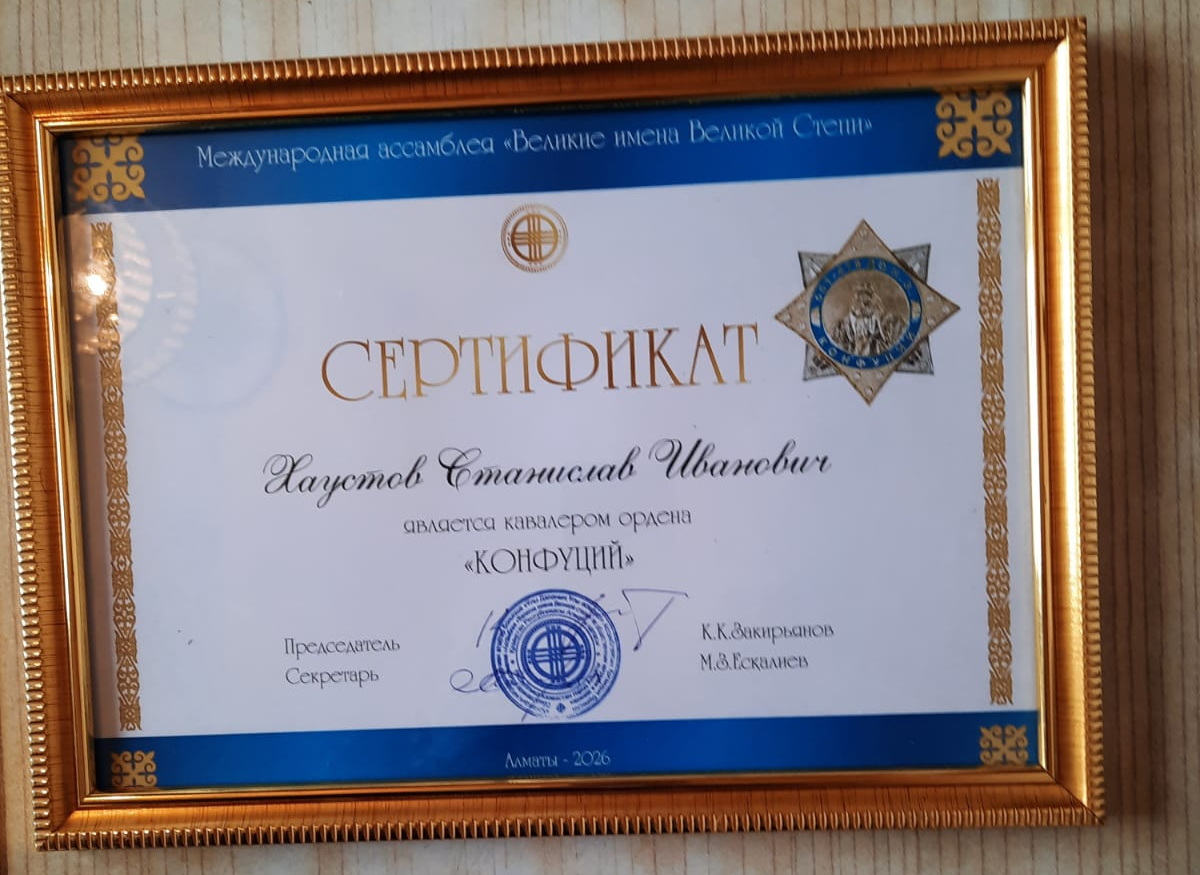 Международная ассамблея «Великие имена Великой Степи»
КОНФУЦИЙ
СЕРТИФИКАТ
Хаустов Станислав Иванович
является кавалером ордена
«КОНФУЦИЙ»
Председатель
К.К.Закирьянов
Секретарь
М.З.Ескалиев
Алматы - 2026